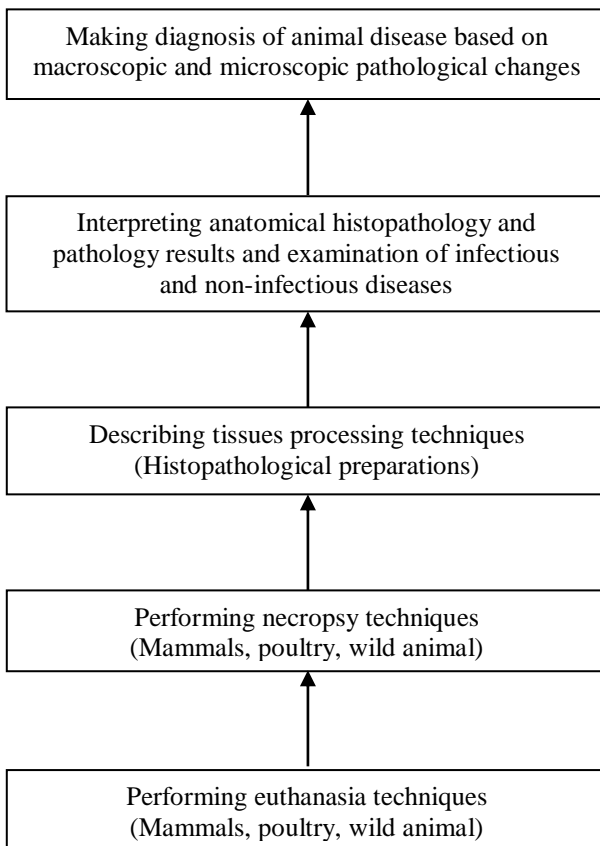 Making diagnosis of animal disease based on
macroscopic and microscopic pathological changes
Interpreting anatomical histopathology and
pathology results and examination of infectious
and non-infectious diseases
Describing tissues processing techniques
(Histopathological preparations)
Performing necropsy techniques
(Mammals, poultry, wild animal)
Performing euthanasia techniques
(Mammals, poultry, wild animal)